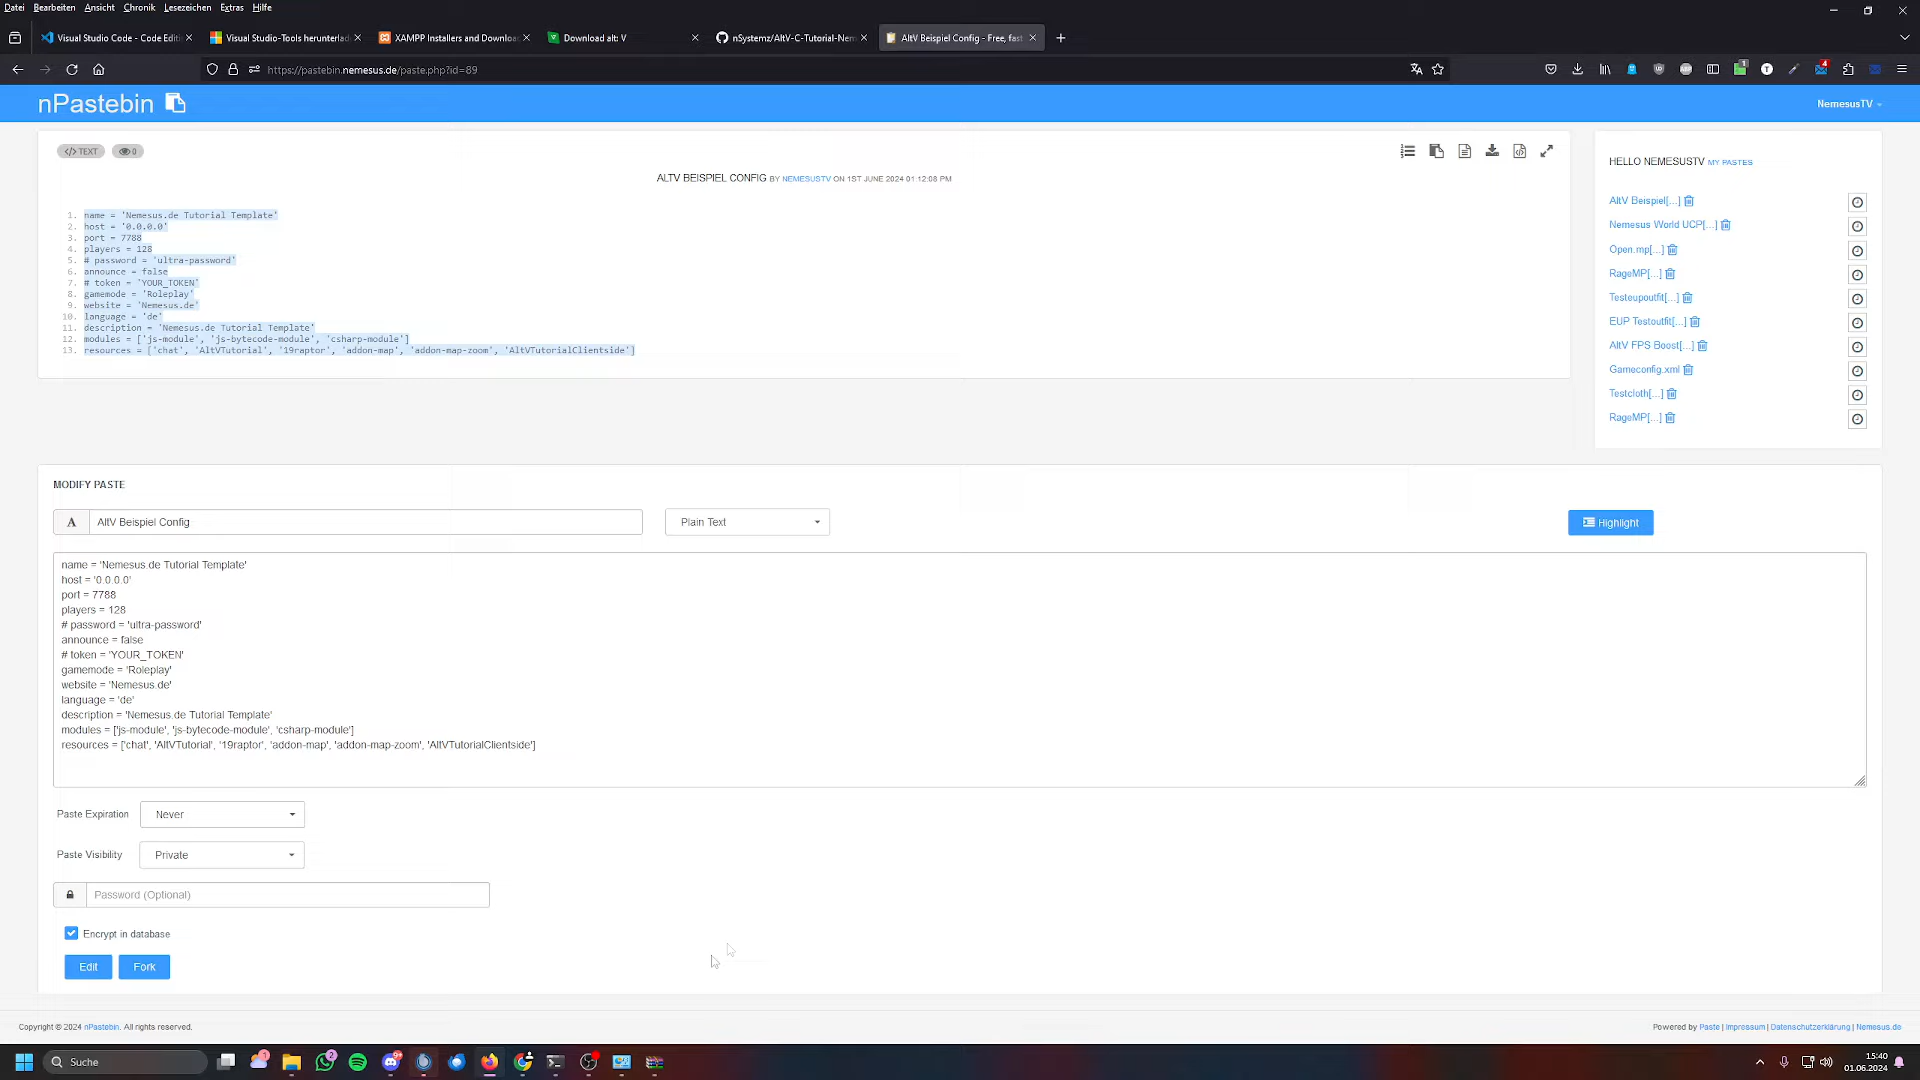 Datei Bearbeiten Ansicht Chronik Lesezeichen Extras Hilfe
Visual Studio Code - Code Editi
Visual Studio-Tools herunterlad
XAMPP Installers and Downloa
Download alt: V
nSystemz/AltV-C-Tutorial-Nem
AltV Beispiel Config - Free, fast
https://pastebin.nemesus.de/paste.php?id=89
nPastebin
NemesusTV
TEXT
0
ALTV BEISPIEL CONFIG BY NEMESUSTV ON 1ST JUNE 2024 01 12:08 PM
1. name = 'Nemesus.de Tutorial Template'
2. host = '0.0.0.0'
3. port = 7788
4. players = 128
5. # password = 'ultra-password'
6. announce = false
7. # token = 'YOUR_TOKEN'
8. gamemode = 'Roleplay'
9. website = 'Nemesus.de'
10. language = 'de'
11. description = 'Nemesus.de Tutorial Template'
12. modules = ['js-module', 'js-bytecode-module', 'csharp-module']
13. resources = ['chat', 'AltVTutorial', '19raptor', 'addon-map', 'addon-map-zoom', 'AltVTutorialClientside']
HELLO NEMESUSTV MY PASTES
AltV Beispiel[...]
Nemesus World UCP[...]
Open.mp[...]
RageMP[...]
Testeupoutfit[...]
EUP Testoutfit[...]
AltV FPS Boost[...]
Gameconfig.xml
Testcloth[...]
RageMP[...]
MODIFY PASTE
A AltV Beispiel Config
Plain Text
Highlight
name = 'Nemesus.de Tutorial Template'
host = '0.0.0.0'
port = 7788
players = 128
# password = 'ultra-password'
announce = false
# token = 'YOUR_TOKEN'
gamemode = 'Roleplay'
website = 'Nemesus.de'
language = 'de'
description = 'Nemesus.de Tutorial Template'
modules = ['js-module', 'js-bytecode-module', 'csharp-module']
resources = ['chat', 'AltVTutorial', '19raptor', 'addon-map', 'addon-map-zoom', 'AltVTutorialClientside']
Paste Expiration Never
Paste Visibility Private
Password (Optional)
Encrypt in database
Edit Fork
Copyright © 2024 nPastebin. All rights reserved.
Powered by Paste | Impressum | Datenschutzerklärung | Nemesus.de
Suche
15:40
01.06.2024